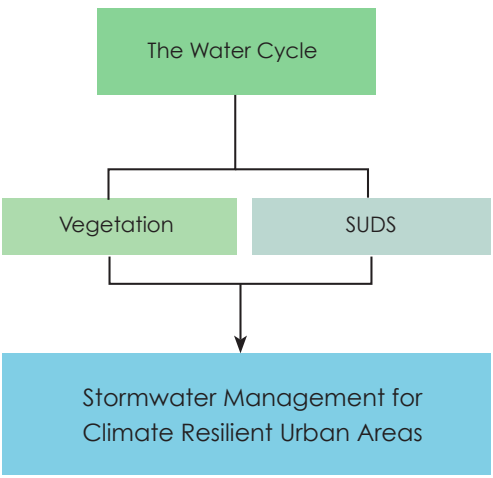 The Water Cycle
Vegetation
SUDS
Stormwater Management for
Climate Resilient Urban Areas